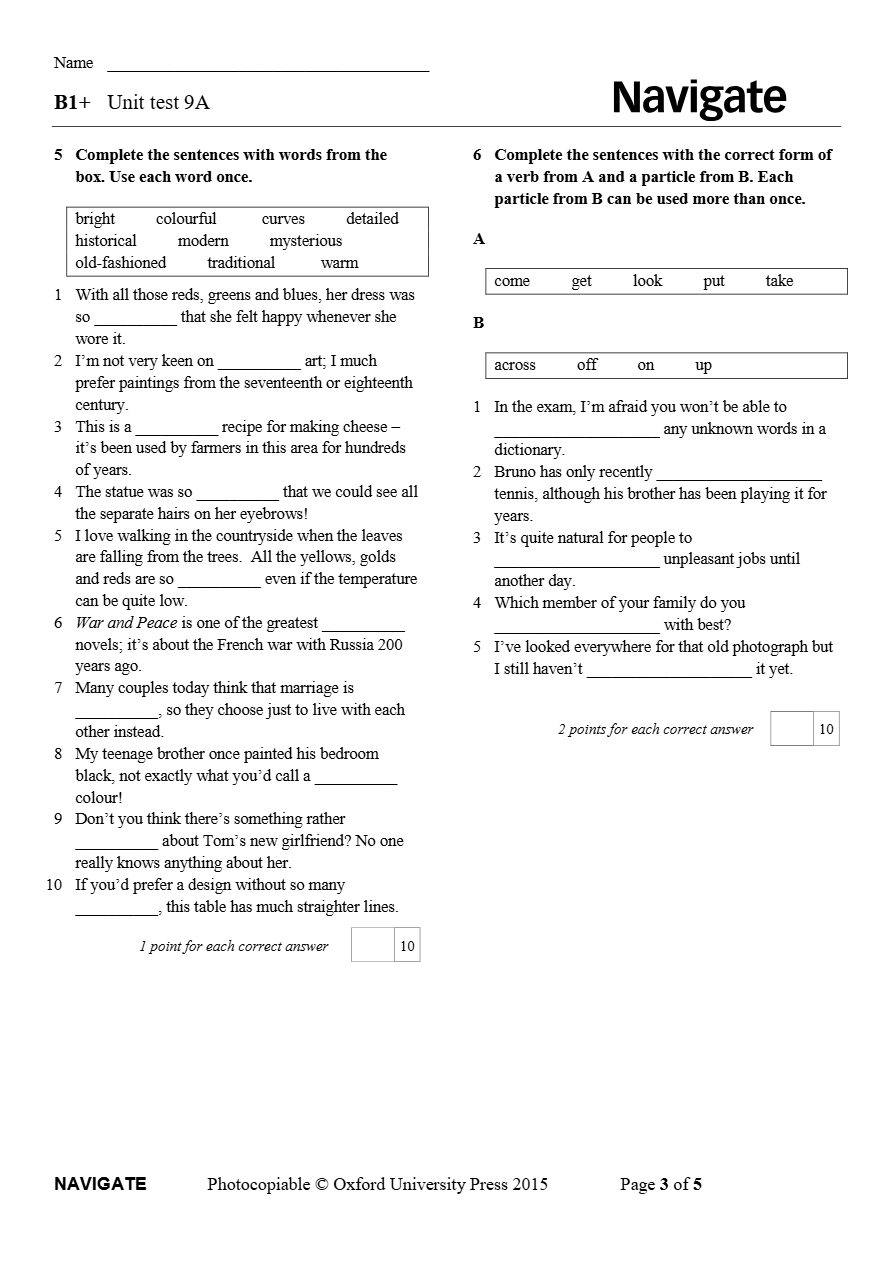 Name ____________________________________
B1+ Unit test 9A
Navigate
5 Complete the sentences with words from the
box. Use each word once.
bright colourful curves detailed
historical modern mysterious
old-fashioned traditional warm
1 With all those reds, greens and blues, her dress was
so __________ that she felt happy whenever she
wore it.
2 I’m not very keen on __________ art; I much
prefer paintings from the seventeenth or eighteenth
century.
3 This is a __________ recipe for making cheese –
it’s been used by farmers in this area for hundreds
of years.
4 The statue was so __________ that we could see all
the separate hairs on her eyebrows!
5 I love walking in the countryside when the leaves
are falling from the trees. All the yellows, golds
and reds are so __________ even if the temperature
can be quite low.
6 War and Peace is one of the greatest __________
novels; it’s about the French war with Russia 200
years ago.
7 Many couples today think that marriage is
__________, so they choose just to live with each
other instead.
8 My teenage brother once painted his bedroom
black, not exactly what you’d call a __________
colour!
9 Don’t you think there’s something rather
__________ about Tom’s new girlfriend? No one
really knows anything about her.
10 If you’d prefer a design without so many
__________, this table has much straighter lines.
1 point for each correct answer 10
6 Complete the sentences with the correct form of
a verb from A and a particle from B. Each
particle from B can be used more than once.
A
come get look put take
B
across off on up
1 In the exam, I’m afraid you won’t be able to
____________________ any unknown words in a
dictionary.
2 Bruno has only recently ____________________
tennis, although his brother has been playing it for
years.
3 It’s quite natural for people to
____________________ unpleasant jobs until
another day.
4 Which member of your family do you
____________________ with best?
5 I’ve looked everywhere for that old photograph but
I still haven’t ____________________ it yet.
2 points for each correct answer 10
NAVIGATE Photocopiable © Oxford University Press 2015 Page 3 of 5